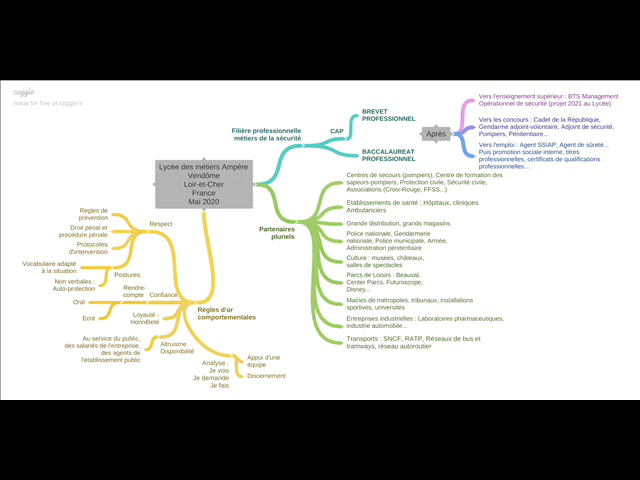 coggle
made for free at coggle.it
Lycée des métiers Ampère
Vendôme
Loir-et-Cher
France
Mai 2020
Filière professionnelle
métiers de la sécurité
CAP
BREVET
PROFESSIONNEL
BACCALAUREAT
PROFESSIONNEL
Après
Vers l'enseignement supérieur : BTS Management
Opérationnel de sécurité (projet 2021 au Lycée)
Vers les concours : Cadet de la République,
Gendarme adjoint-volontaire, Adjoint de sécurité,
Pompiers, Pénitentiaire...
Vers l'emploi : Agent SSIAP, Agent de sûreté...
Puis promotion sociale interne, titres
professionnelles, certificats de qualifications
professionnelles...
Partenaires
pluriels
Centres de secours (pompiers), Centre de formation des
sapeurs-pompiers, Protection civile, Sécurité civile,
Associations (Croix-Rouge, FFSS...)
Etablissements de santé : Hôpitaux, cliniques
Ambulanciers
Grande distribution, grands magasins
Police nationale, Gendarmerie
nationale, Police municipale, Armée,
Administration pénitentiaire
Culture : musées, châteaux,
salles de spectacles
Parcs de Loisirs : Beauval,
Center Parcs, Futuroscope,
Disney...
Mairies de métropoles, tribunaux, installations
sportives, universités
Entreprises industrielles : Laboratoires pharmaceutiques,
industrie automobile...
Transports : SNCF, RATP, Réseaux de bus et
tramways, réseau autoroutier
Règles d'or
comportementales
Respect
Règles de
prévention
Droit pénal et
procédure pénale
Protocoles
d'intervention
Postures
Vocabulaire adapté
à la situation
Non verbales :
Auto-protection
Confiance
Rendre-
compte
Oral
Ecrit
Loyauté -
Honnêteté
Altruisme
Disponibilité
Au service du public,
des salariés de l'entreprise,
des agents de
l'établissement public
Analyse :
Je vois
Je demande
Je fais
Appui d'une
équipe
Discernement